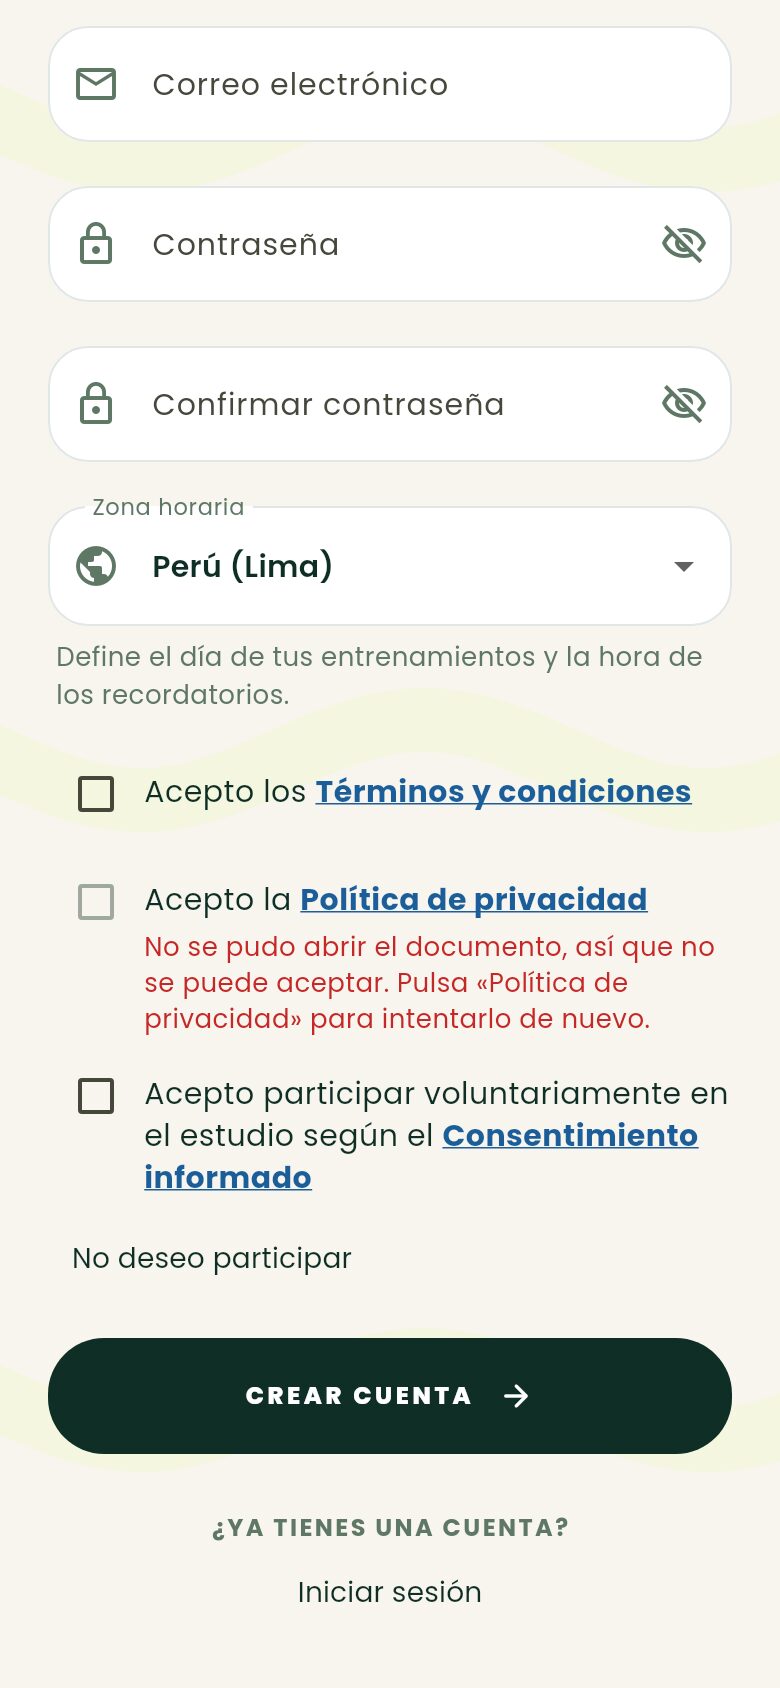 Correo electrónico
Contraseña
Confirmar contraseña
Zona horaria
Perú (Lima)
Define el día de tus entrenamientos y la hora de
los recordatorios.
Acepto los Términos y condiciones
Acepto la Política de privacidad
No se pudo abrir el documento, así que no
se puede aceptar. Pulsa «Política de
privacidad» para intentarlo de nuevo.
Acepto participar voluntariamente en
el estudio según el Consentimiento
informado
No deseo participar
CREAR CUENTA
¿YA TIENES UNA CUENTA?
Iniciar sesión